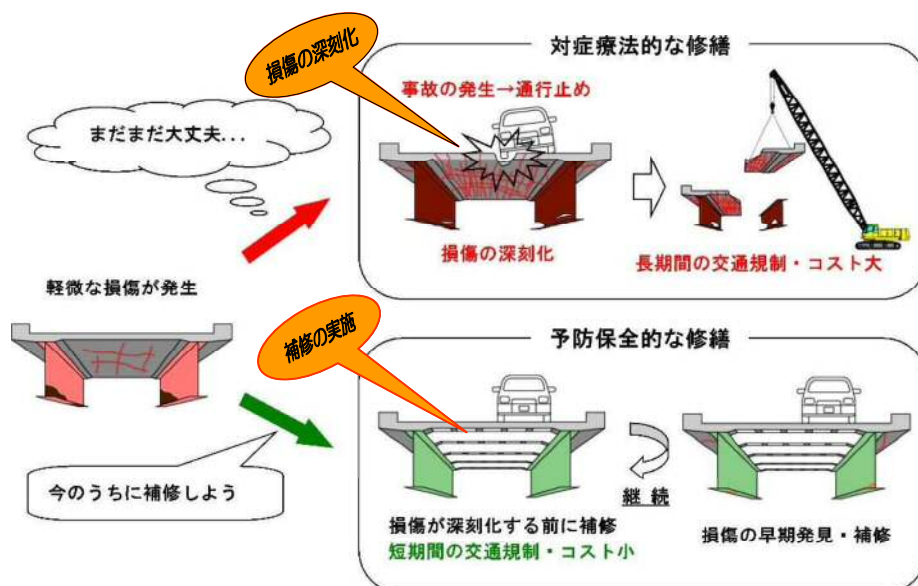 損傷の深刻化
対症療法的な修繕
事故の発生→通行止め
まだまだ大丈夫...
損傷の深刻化
長期間の交通規制・コスト大
軽微な損傷が発生
補修の実施
予防保全的な修繕
今のうちに補修しよう
継続
損傷が深刻化する前に補修
短期間の交通規制・コスト小
損傷の早期発見・補修